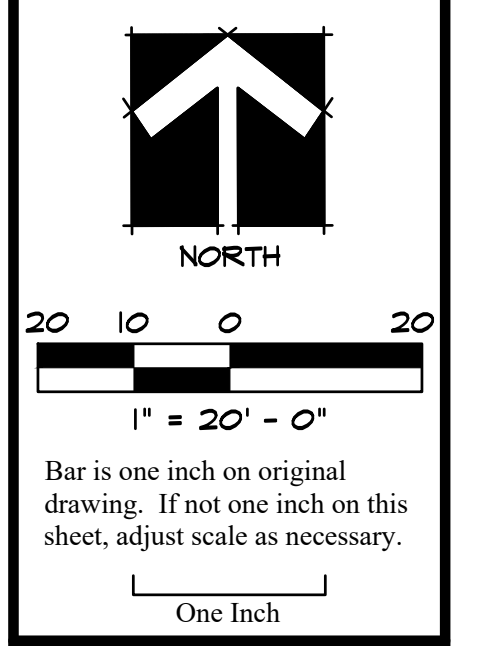 NORTH
20 10 0 20
1" = 20' - 0"
Bar is one inch on original
drawing. If not one inch on this
sheet, adjust scale as necessary.
One Inch